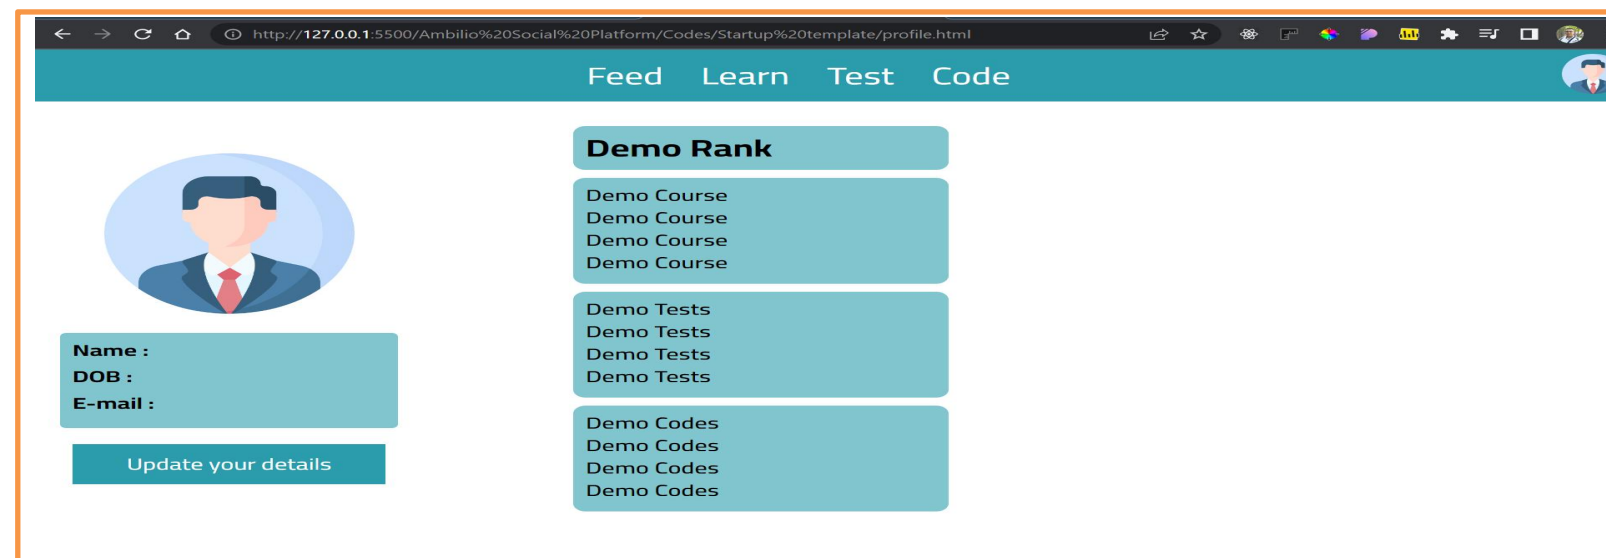 http://127.0.0.1:5500/Ambilio%20Social%20Platform/Codes/Startup%20template/profile.html
Feed Learn Test Code
Demo Rank
Demo Course
Demo Course
Demo Course
Demo Course
Demo Tests
Demo Tests
Demo Tests
Demo Tests
Name :
DOB :
E-mail :
Demo Codes
Demo Codes
Demo Codes
Demo Codes
Update your details